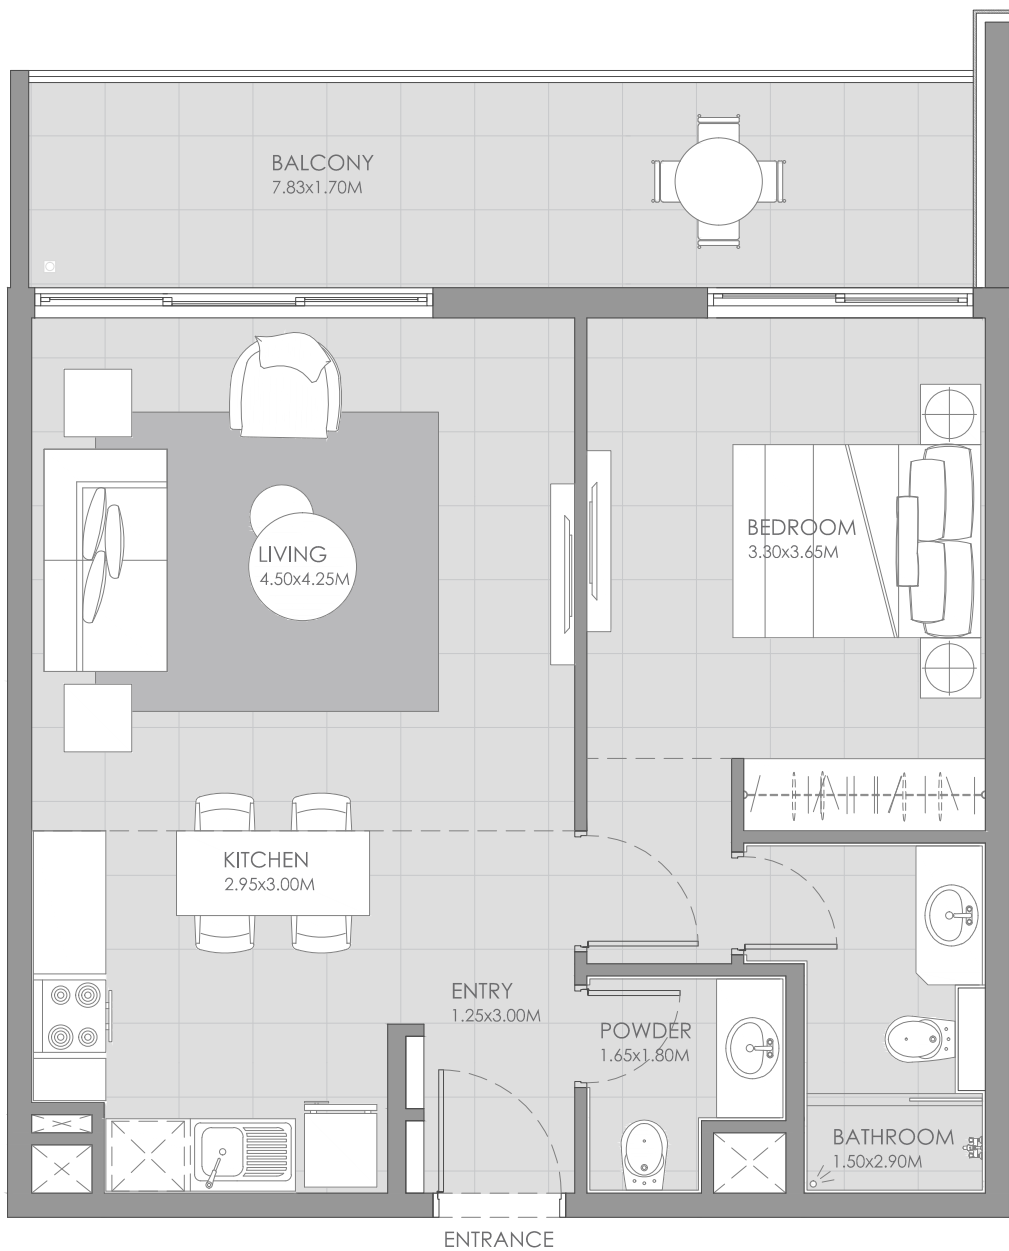 BALCONY
7.83x1.70M
LIVING
4.50x4.25M
BEDROOM
3.30x3.65M
KITCHEN
2.95x3.00M
ENTRY
1.25x3.00M
POWDER
1.65x1.80M
BATHROOM
1.50x2.90M
ENTRANCE